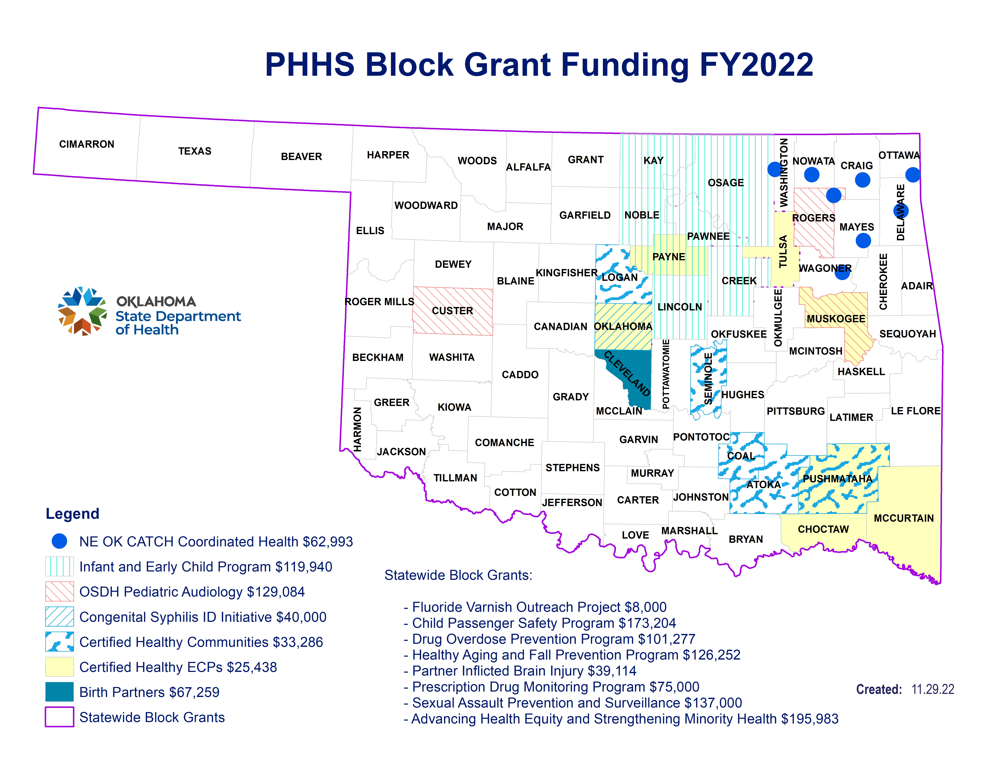 PHHS Block Grant Funding FY2022
CIMARRON
TEXAS
BEAVER
HARPER
WOODS
ALFALFA
GRANT
KAY
OSAGE
WASHINGTON
NOWATA
CRAIG
OTTAWA
WOODWARD
ELLIS
MAJOR
GARFIELD
NOBLE
PAWNEE
ROGERS
MAYES
DELAWARE
DEWEY
BLAINE
KINGFISHER
LOGAN
PAYNE
CREEK
TULSA
WAGONER
CHEROKEE
ADAIR
ROGER MILLS
CUSTER
CANADIAN
OKLAHOMA
LINCOLN
OKFUSKEE
OKMULGEE
MUSKOGEE
SEQUOYAH
OKLAHOMA
State Department
of Health
BECKHAM
WASHITA
CADDO
GRADY
CLEVELAND
POTTAWATOMIE
SEMINOLE
HUGHES
MCINTOSH
HASKELL
GREER
KIOWA
MCCLAIN
PITTSBURG
LATIMER
LE FLORE
HARMON
JACKSON
COMANCHE
GARVIN
PONTOTOC
COAL
TILLMAN
COTTON
STEPHENS
MURRAY
ATOKA
PUSHMATAHA
JEFFERSON
CARTER
JOHNSTON
MCCURTAIN
LOVE
MARSHALL
BRYAN
CHOCTAW
Legend
NE OK CATCH Coordinated Health $62,993
Infant and Early Child Program $119,940
OSDH Pediatric Audiology $129,084
Congenital Syphilis ID Initiative $40,000
Certified Healthy Communities $33,286
Certified Healthy ECPs $25,438
Birth Partners $67,259
Statewide Block Grants
Statewide Block Grants:
- Fluoride Varnish Outreach Project $8,000
- Child Passenger Safety Program $173,204
- Drug Overdose Prevention Program $101,277
- Healthy Aging and Fall Prevention Program $126,252
- Partner Inflicted Brain Injury $39,114
- Prescription Drug Monitoring Program $75,000
- Sexual Assault Prevention and Surveillance $137,000
- Advancing Health Equity and Strengthening Minority Health $195,983
Created: 11.29.22